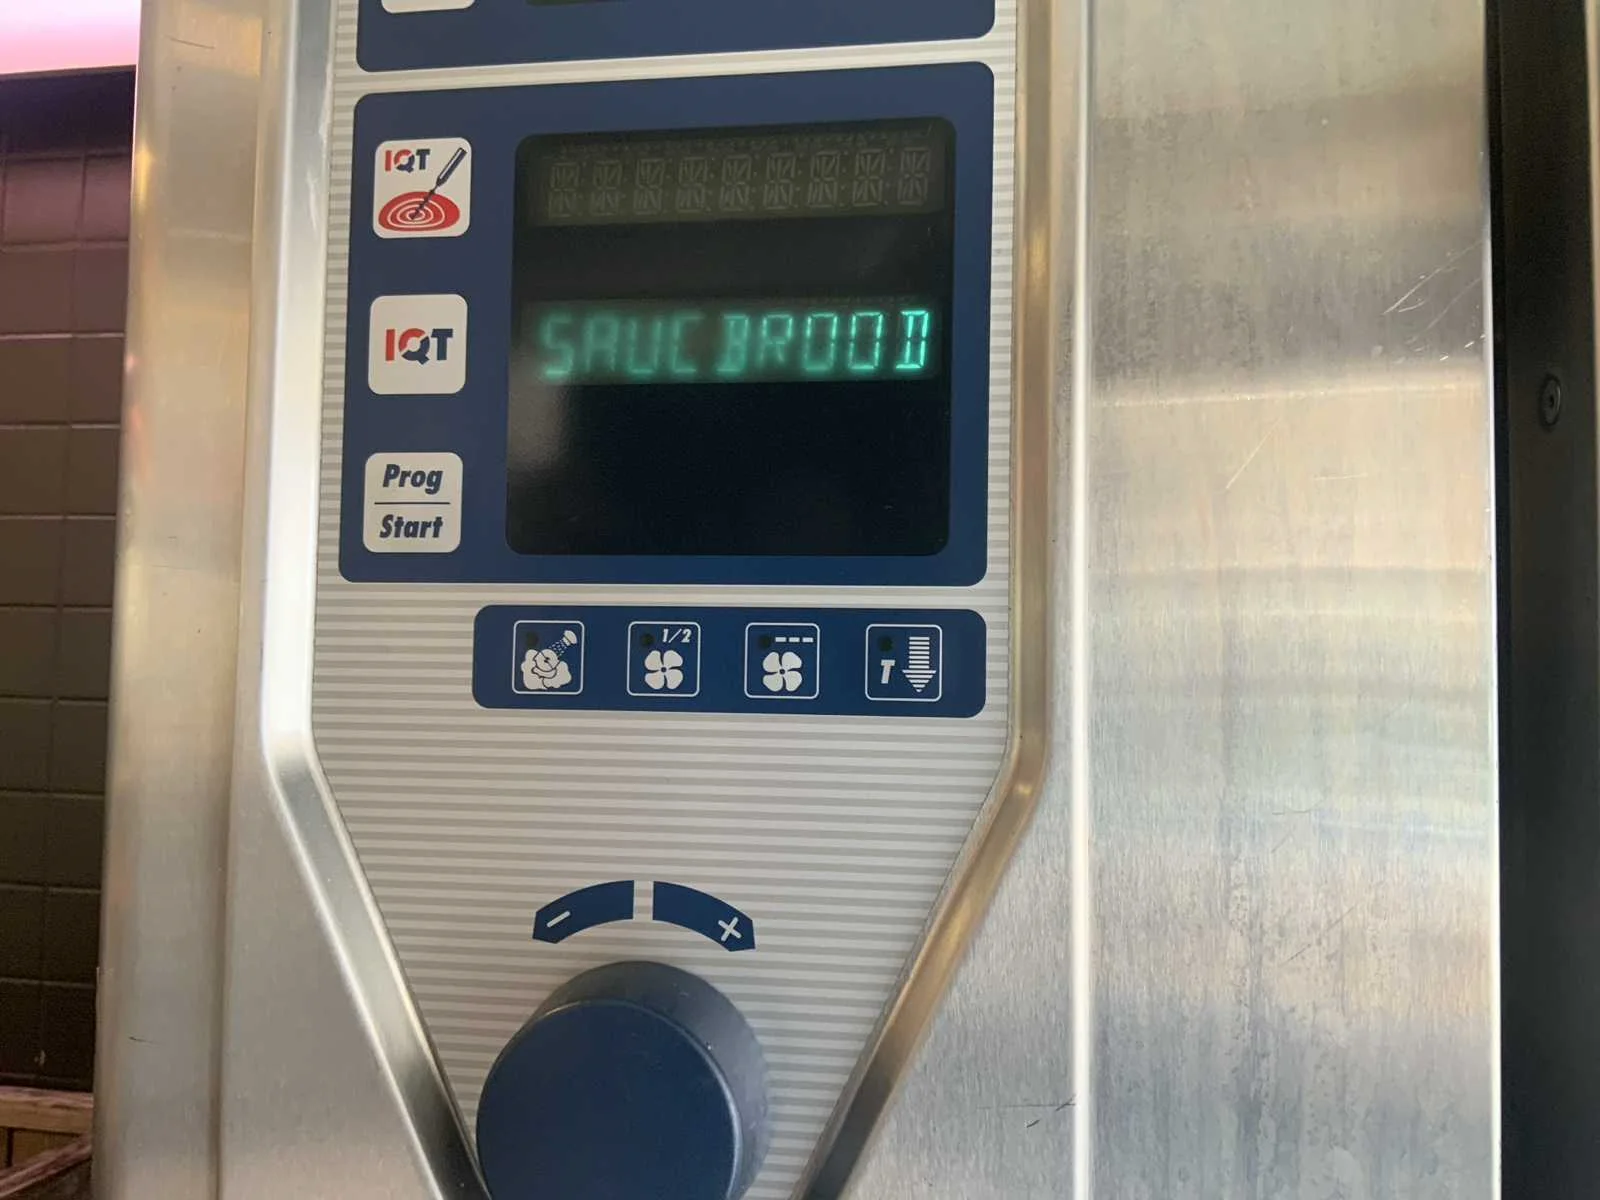 IQT
SAUCBROOD
IQT
Prog
Start
1/2
T
- +